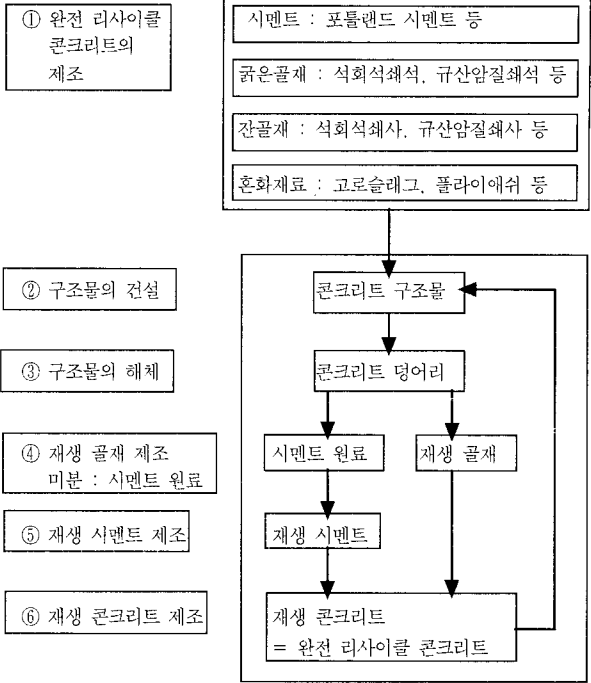 ① 완전 리사이클
콘크리트의
제조
시멘트 : 포틀랜드 시멘트 등
굵은골재 : 석회석쇄석, 규산암질쇄석 등
잔골재 : 석회석쇄사, 규산암질쇄사 등
혼화재료 : 고로슬래그, 플라이애쉬 등
② 구조물의 건설
콘크리트 구조물
③ 구조물의 해체
콘크리트 덩어리
④ 재생 골재 제조
미분 : 시멘트 원료
시멘트 원료
재생 골재
⑤ 재생 시멘트 제조
재생 시멘트
⑥ 재생 콘크리트 제조
재생 콘크리트
= 완전 리사이클 콘크리트